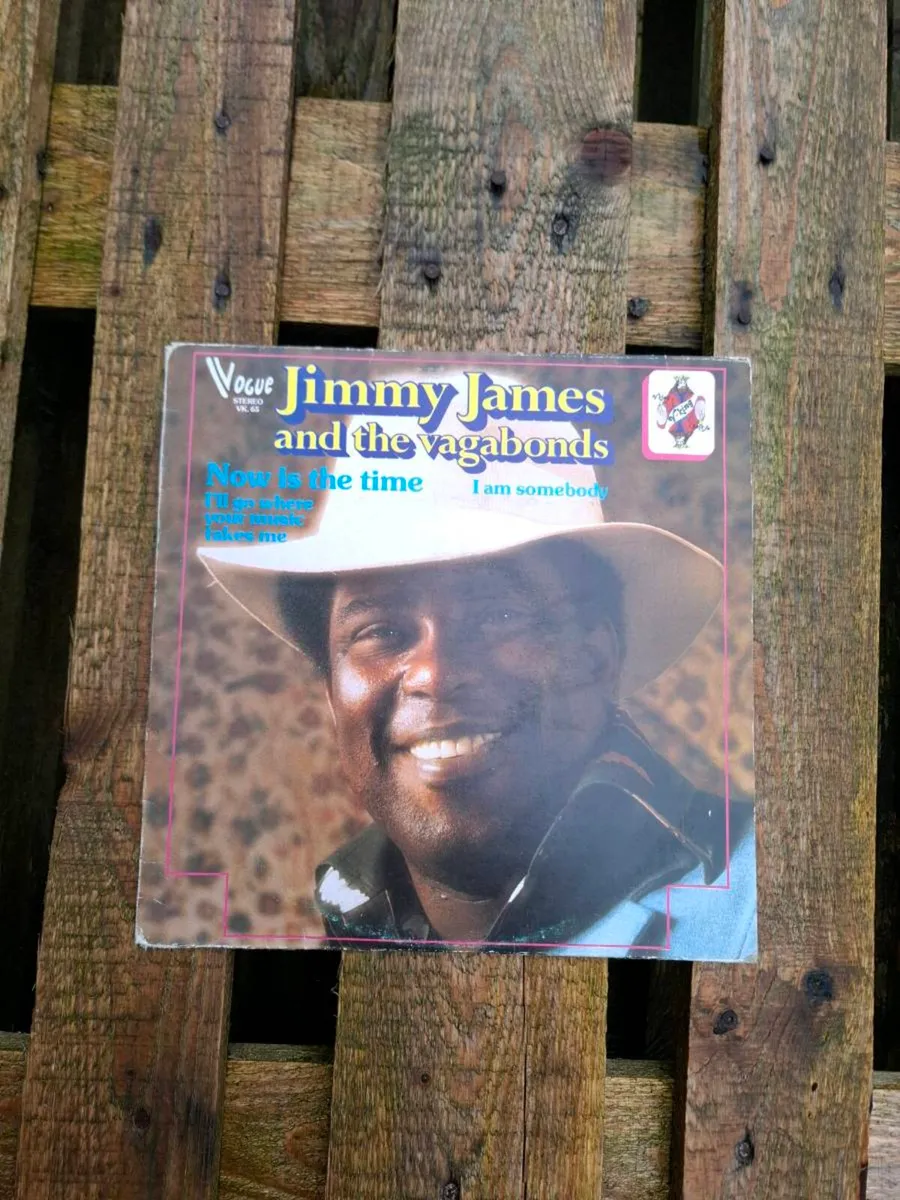 Vogue
STEREO
VK. 65
Jimmy James
and the vagabonds
Now is the time
I am somebody
I'll go where
your music
takes me